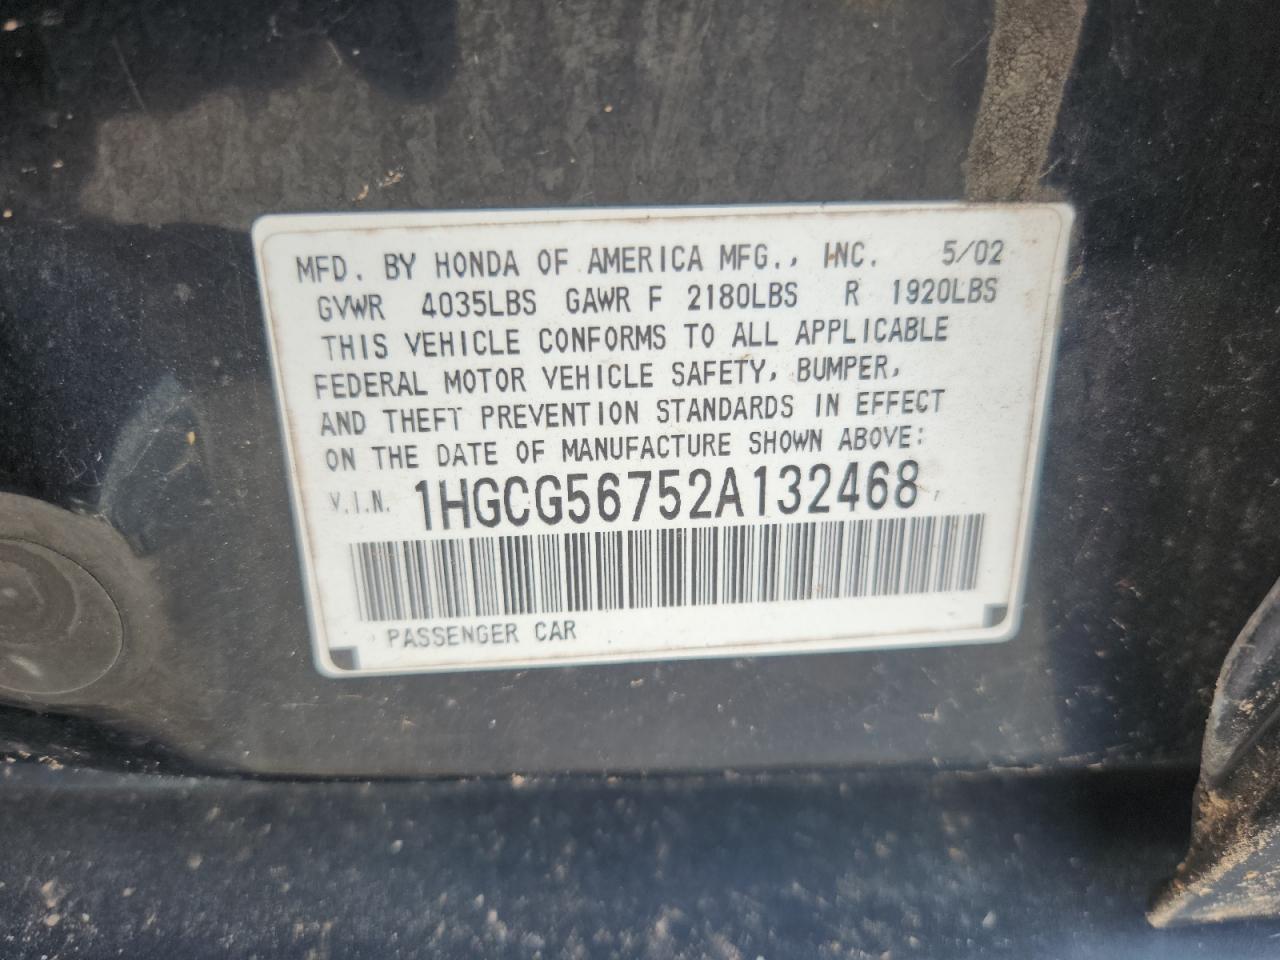 MFD. BY HONDA OF AMERICA MFG., INC. 5/02
GVWR 4035LBS GAWR F 2180LBS R 1920LBS
THIS VEHICLE CONFORMS TO ALL APPLICABLE
FEDERAL MOTOR VEHICLE SAFETY, BUMPER,
AND THEFT PREVENTION STANDARDS IN EFFECT
ON THE DATE OF MANUFACTURE SHOWN ABOVE:
V.I.N. 1HGCG56752A132468
PASSENGER CAR